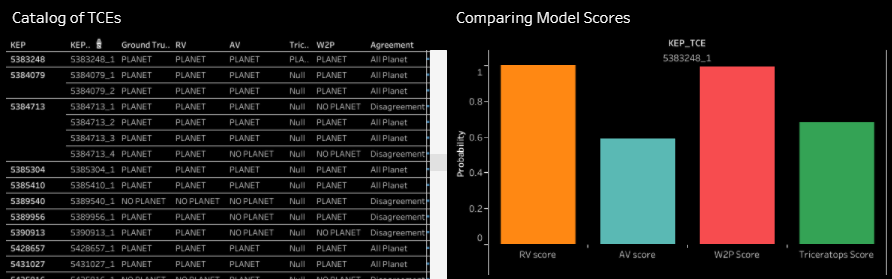 Catalog of TCEs
KEP KEP.. Ground Tru.. RV AV Tric.. W2P Agreement
5383248 5383248_1 PLANET PLANET PLANET PLA.. PLANET All Planet
5384079 5384079_1 PLANET PLANET PLANET Null PLANET All Planet
5384079_2 PLANET PLANET PLANET Null PLANET All Planet
5384713 5384713_1 PLANET PLANET PLANET Null NO PLANET Disagreement
5384713_2 PLANET PLANET PLANET Null PLANET All Planet
5384713_3 PLANET PLANET PLANET Null PLANET All Planet
5384713_4 PLANET PLANET NO PLANET Null NO PLANET Disagreement
5385304 5385304_1 PLANET PLANET PLANET Null PLANET All Planet
5385410 5385410_1 PLANET PLANET PLANET Null PLANET All Planet
5389540 5389540_1 NO PLANET NO PLANET NO PLANET Null PLANET Disagreement
5389956 5389956_1 PLANET PLANET PLANET Null PLANET All Planet
5390913 5390913_1 PLANET NO PLANET PLANET Null PLANET Disagreement
5428657 5428657_1 PLANET PLANET PLANET Null PLANET All Planet
5431027 5431027_1 PLANET PLANET PLANET Null PLANET All Planet
Comparing Model Scores
KEP_TCE
5383248_1
Probability
1
0.8
0.6
0.4
0.2
0
RV score AV score W2P Score Triceratops Score